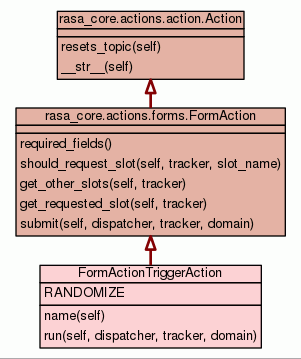 rasa_core.actions.action.Action
resets_topic(self)
__str__(self)
rasa_core.actions.forms.FormAction
required_fields()
should_request_slot(self, tracker, slot_name)
get_other_slots(self, tracker)
get_requested_slot(self, tracker)
submit(self, dispatcher, tracker, domain)
FormActionTriggerAction
RANDOMIZE
name(self)
run(self, dispatcher, tracker, domain)